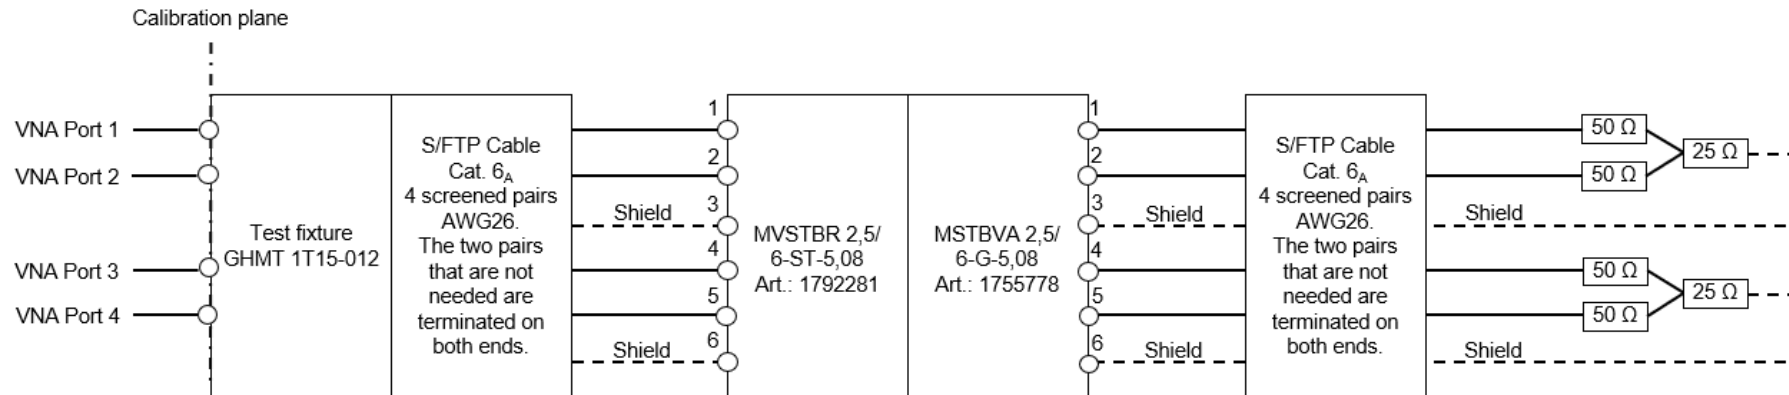 Calibration plane
VNA Port 1
VNA Port 2
VNA Port 3
VNA Port 4
Test fixture
GHMT 1T15-012
S/FTP Cable
Cat. 6A
4 screened pairs
AWG26.
The two pairs
that are not
needed are
terminated on
both ends.
1
2
Shield 3
4
5
Shield 6
MVSTBR 2,5/
6-ST-5,08
Art.: 1792281
MSTBVA 2,5/
6-G-5,08
Art.: 1755778
1
2
3 Shield
4
5
6 Shield
S/FTP Cable
Cat. 6A
4 screened pairs
AWG26.
The two pairs
that are not
needed are
terminated on
both ends.
50 Ω
25 Ω
50 Ω
Shield
50 Ω
25 Ω
50 Ω
Shield